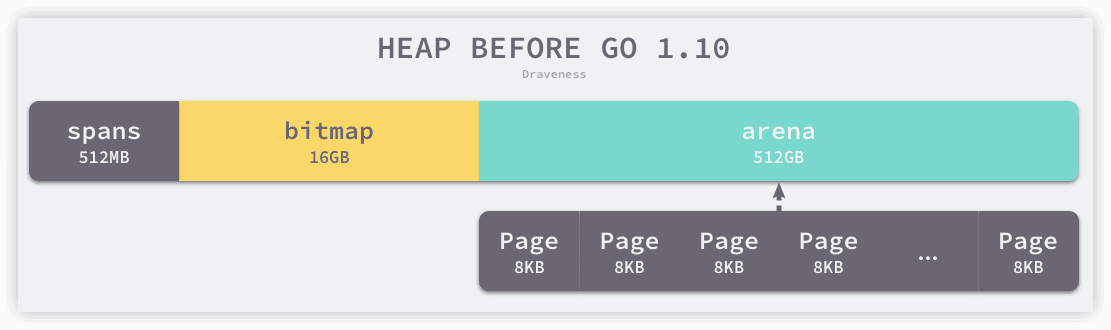 HEAP BEFORE GO 1.10
Draveness
spans bitmap arena
512MB 16GB 512GB
Page Page Page Page ... Page
8KB 8KB 8KB 8KB 8KB